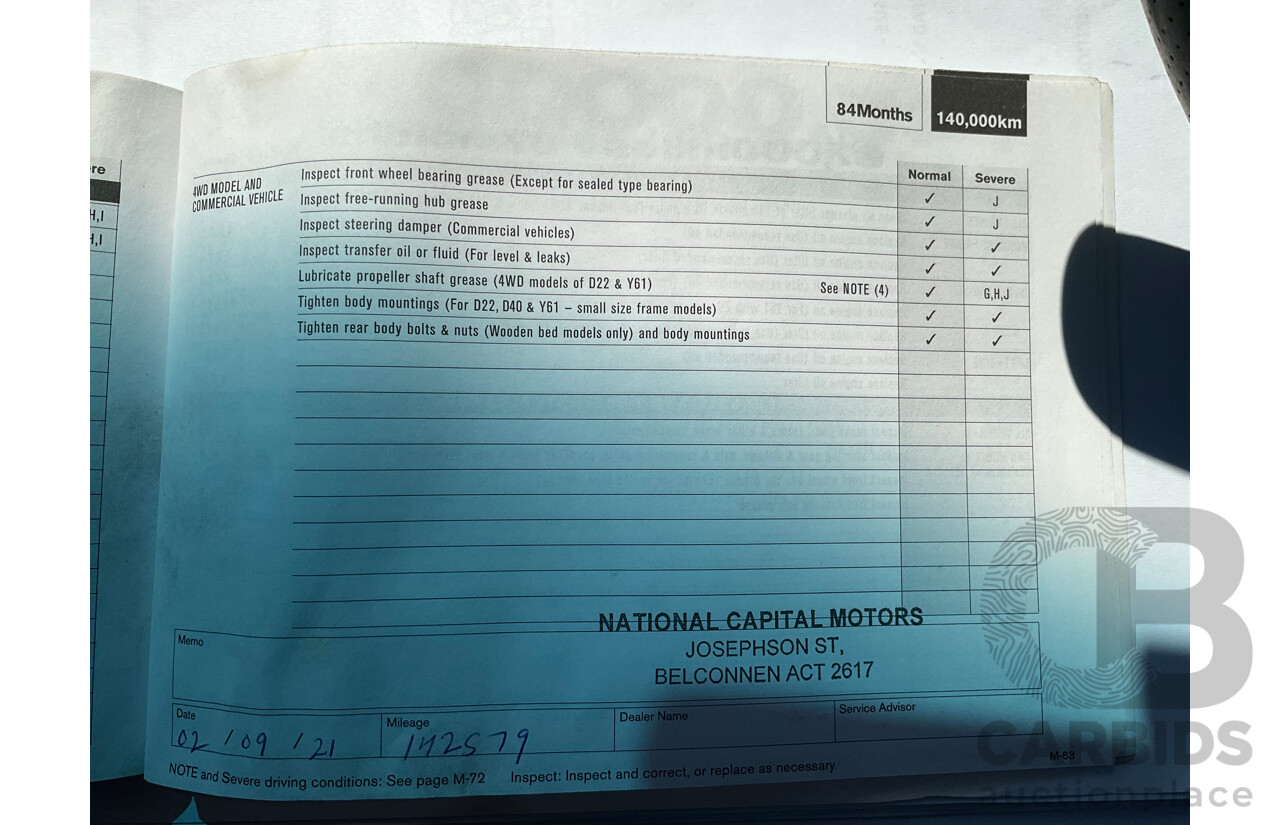 84Months
140,000km
re
H,I
H,I
4WD MODEL AND
COMMERCIAL VEHICLE
Normal Severe
Inspect front wheel bearing grease (Except for sealed type bearing) ✓ J
Inspect free-running hub grease ✓ J
Inspect steering damper (Commercial vehicles) ✓ ✓
Inspect transfer oil or fluid (For level & leaks) ✓ ✓
Lubricate propeller shaft grease (4WD models of D22 & Y61) See NOTE (4) ✓ G,H,J
Tighten body mountings (For D22, D40 & Y61 – small size frame models) ✓ ✓
Tighten rear body bolts & nuts (Wooden bed models only) and body mountings ✓ ✓
NATIONAL CAPITAL MOTORS
JOSEPHSON ST,
BELCONNEN ACT 2617
Memo
Date
02 / 09 / 21
Mileage
142579
Dealer Name
Service Advisor
NOTE and Severe driving conditions: See page M-72 Inspect: Inspect and correct, or replace as necessary.
M-63
CB
CARBIDS
auctionplace